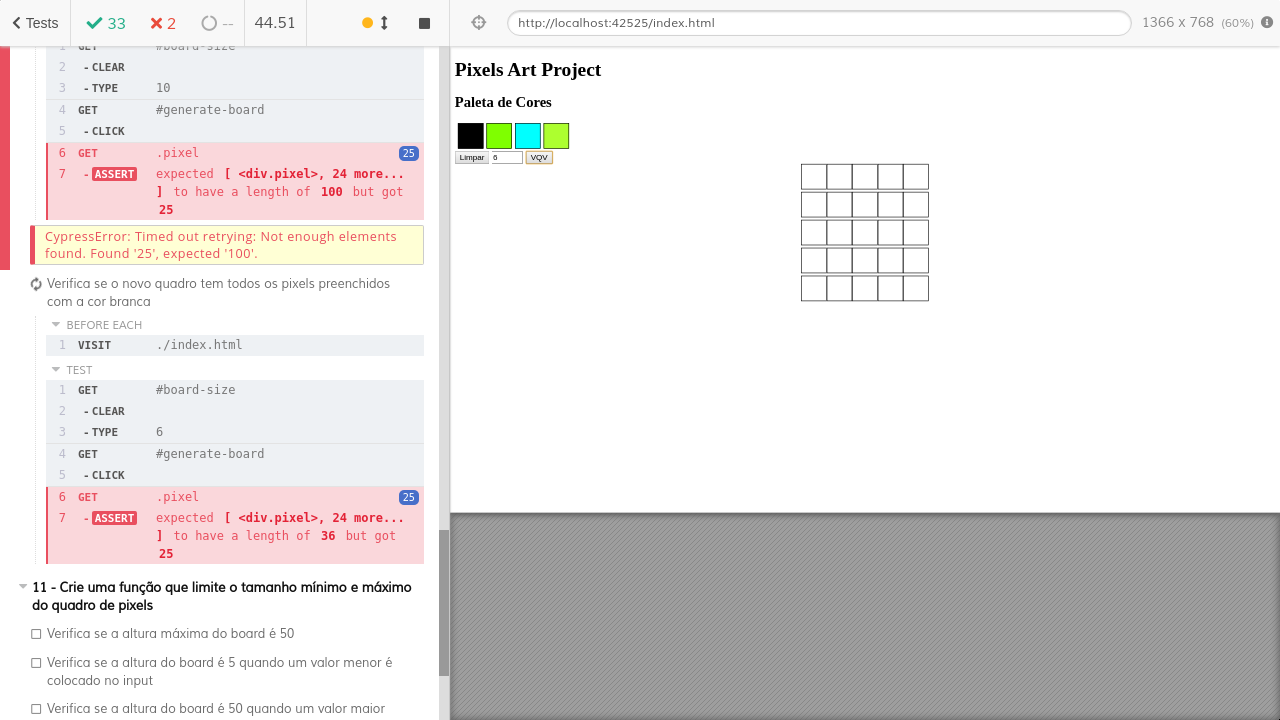 Tests
33
2
--
44.51
http://localhost:42525/index.html
1366 x 768 (60%)
1 GET #board-size
2 - CLEAR
3 - TYPE 10
4 GET #generate-board
5 - CLICK
6 GET .pixel 25
7 - ASSERT expected [ <div.pixel>, 24 more...
] to have a length of 100 but got
25
CypressError: Timed out retrying: Not enough elements
found. Found '25', expected '100'.
Verifica se o novo quadro tem todos os pixels preenchidos
com a cor branca
BEFORE EACH
1 VISIT ./index.html
TEST
1 GET #board-size
2 - CLEAR
3 - TYPE 6
4 GET #generate-board
5 - CLICK
6 GET .pixel 25
7 - ASSERT expected [ <div.pixel>, 24 more...
] to have a length of 36 but got
25
11 - Crie uma função que limite o tamanho mínimo e máximo
do quadro de pixels
Verifica se a altura máxima do board é 50
Verifica se a altura do board é 5 quando um valor menor é
colocado no input
Verifica se a altura do board é 50 quando um valor maior
Pixels Art Project
Paleta de Cores
Limpar 6 VQV